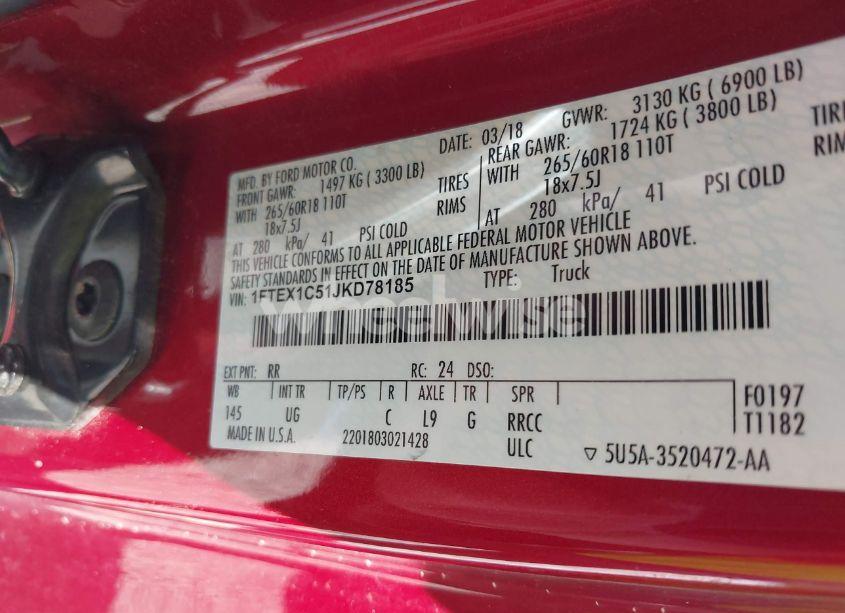 MFD. BY FORD MOTOR CO. DATE: 03/18 GVWR: 3130 KG ( 6900 LB)
FRONT GAWR: 1497 KG ( 3300 LB) REAR GAWR: 1724 KG ( 3800 LB)
WITH 265/60R18 110T TIRES WITH 265/60R18 110T TIRES
18x7.5J RIMS 18x7.5J RIMS
AT 280 kPa/ 41 PSI COLD AT 280 kPa/ 41 PSI COLD
THIS VEHICLE CONFORMS TO ALL APPLICABLE FEDERAL MOTOR VEHICLE
SAFETY STANDARDS IN EFFECT ON THE DATE OF MANUFACTURE SHOWN ABOVE.
VIN: 1FTEX1C51JKD78185 TYPE: Truck
wheelwise
EXT PNT: RR RC: 24 DSO:
WB INT TR TP/PS R AXLE TR SPR F0197
145 UG C L9 G RRCC T1182
MADE IN U.S.A. 2201803021428 ULC ▽ 5U5A-3520472-AA